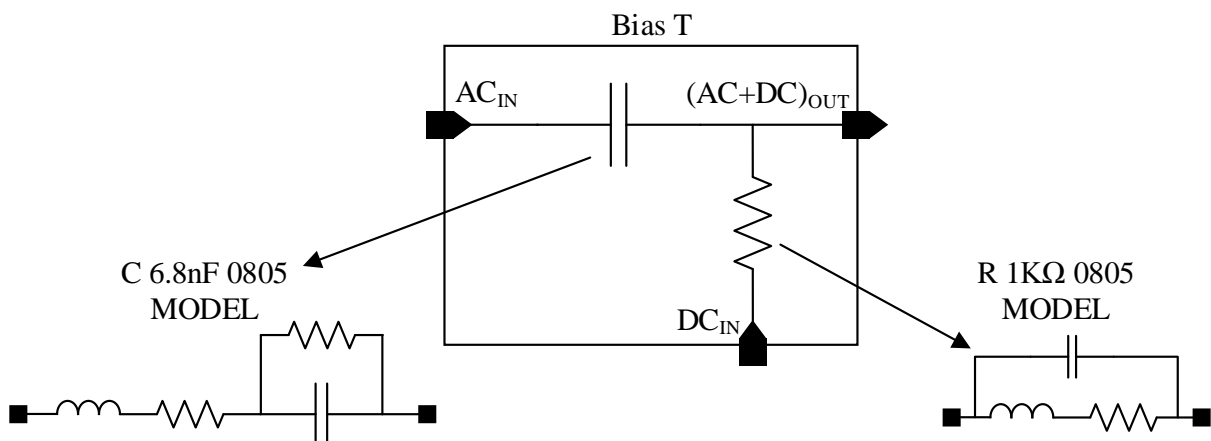 Bias T
AC_IN
(AC+DC)_OUT
C 6.8nF 0805
MODEL
R 1KΩ 0805
MODEL
DC_IN